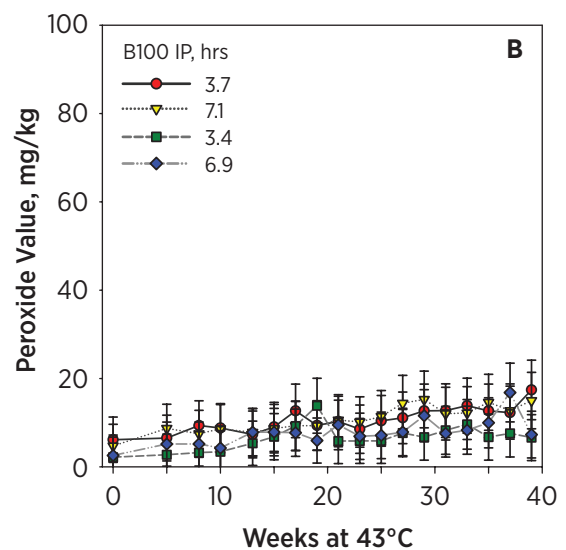 100
B100 IP, hrs
B
3.7
7.1
3.4
6.9
80
60
40
20
0
Peroxide Value, mg/kg
0 10 20 30 40
Weeks at 43°C